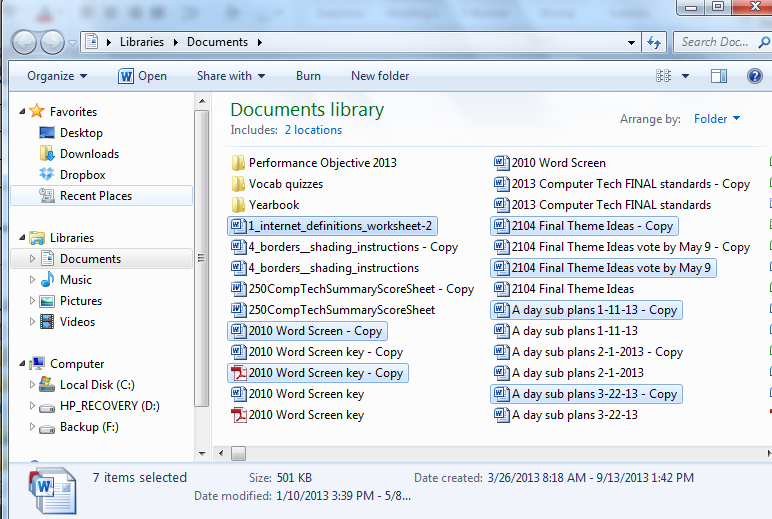 Libraries ▸ Documents ▸
Search Doc...
Organize Open Share with Burn New folder
Documents library
Includes: 2 locations
Arrange by: Folder
Favorites
Desktop
Downloads
Dropbox
Recent Places
Libraries
Documents
Music
Pictures
Videos
Computer
Local Disk (C:)
HP_RECOVERY (D:)
Backup (F:)
Performance Objective 2013
Vocab quizzes
Yearbook
1_internet_definitions_worksheet-2
4_borders__shading_instructions - Copy
4_borders__shading_instructions
250CompTechSummaryScoreSheet - Copy
250CompTechSummaryScoreSheet
2010 Word Screen - Copy
2010 Word Screen key - Copy
2010 Word Screen key - Copy
2010 Word Screen key
2010 Word Screen key
2010 Word Screen
2013 Computer Tech FINAL standards - Copy
2013 Computer Tech FINAL standards
2104 Final Theme Ideas - Copy
2104 Final Theme Ideas vote by May 9 - Copy
2104 Final Theme Ideas vote by May 9
2104 Final Theme Ideas
A day sub plans 1-11-13 - Copy
A day sub plans 1-11-13
A day sub plans 2-1-2013 - Copy
A day sub plans 2-1-2013
A day sub plans 3-22-13 - Copy
A day sub plans 3-22-13
7 items selected Size: 501 KB Date created: 3/26/2013 8:18 AM - 9/13/2013 1:42 PM
Date modified: 1/10/2013 3:39 PM - 5/8...